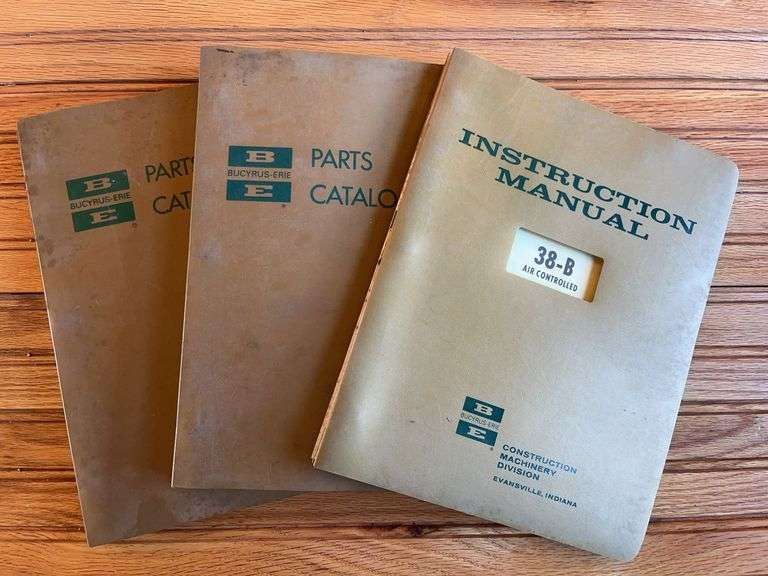 B
BUCYRUS-ERIE
E
PARTS
B
BUCYRUS-ERIE
E
PARTS
INSTRUCTION
MANUAL
38-B
AIR CONTROLLED
B
BUCYRUS-ERIE
E
CONSTRUCTION
MACHINERY
DIVISION
EVANSVILLE, INDIANA